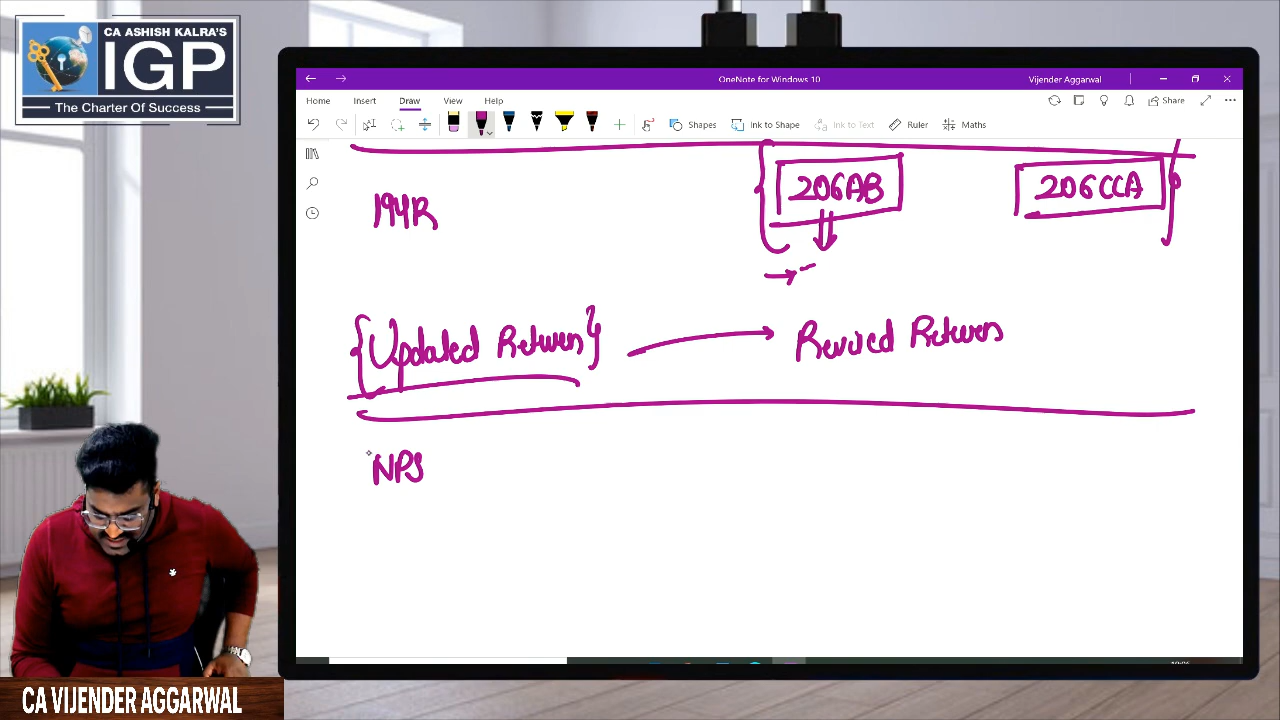 CA ASHISH KALRA'S
IGP
The Charter Of Success
OneNote for Windows 10
Vijender Aggarwal
Home Insert Draw View Help
Share
Shapes Ink to Shape Ink to Text Ruler Maths
194R
206AB
206CCA
{Updated Return}
Revised Return
NPS
CA VIJENDER AGGARWAL